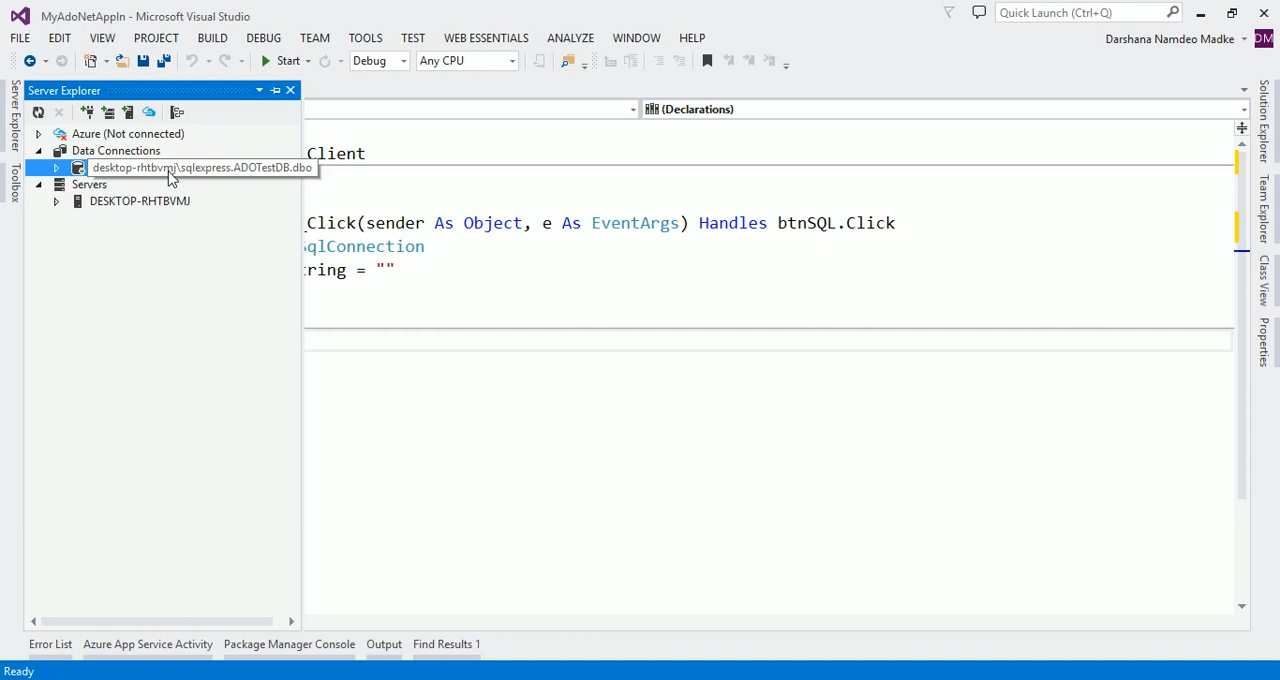 MyAdoNetAppIn - Microsoft Visual Studio
Quick Launch (Ctrl+Q)
FILE EDIT VIEW PROJECT BUILD DEBUG TEAM TOOLS TEST WEB ESSENTIALS ANALYZE WINDOW HELP
Darshana Namdeo Madke DM
Start Debug Any CPU
Server Explorer
Toolbox
Server Explorer
Azure (Not connected)
Data Connections
desktop-rhtbvmj\sqlexpress.ADOTestDB.dbo
Servers
DESKTOP-RHTBVMJ
(Declarations)
Client
_Click(sender As Object, e As EventArgs) Handles btnSQL.Click
SqlConnection
tring = ""
Solution Explorer
Team Explorer
Class View
Properties
Error List Azure App Service Activity Package Manager Console Output Find Results 1
Ready